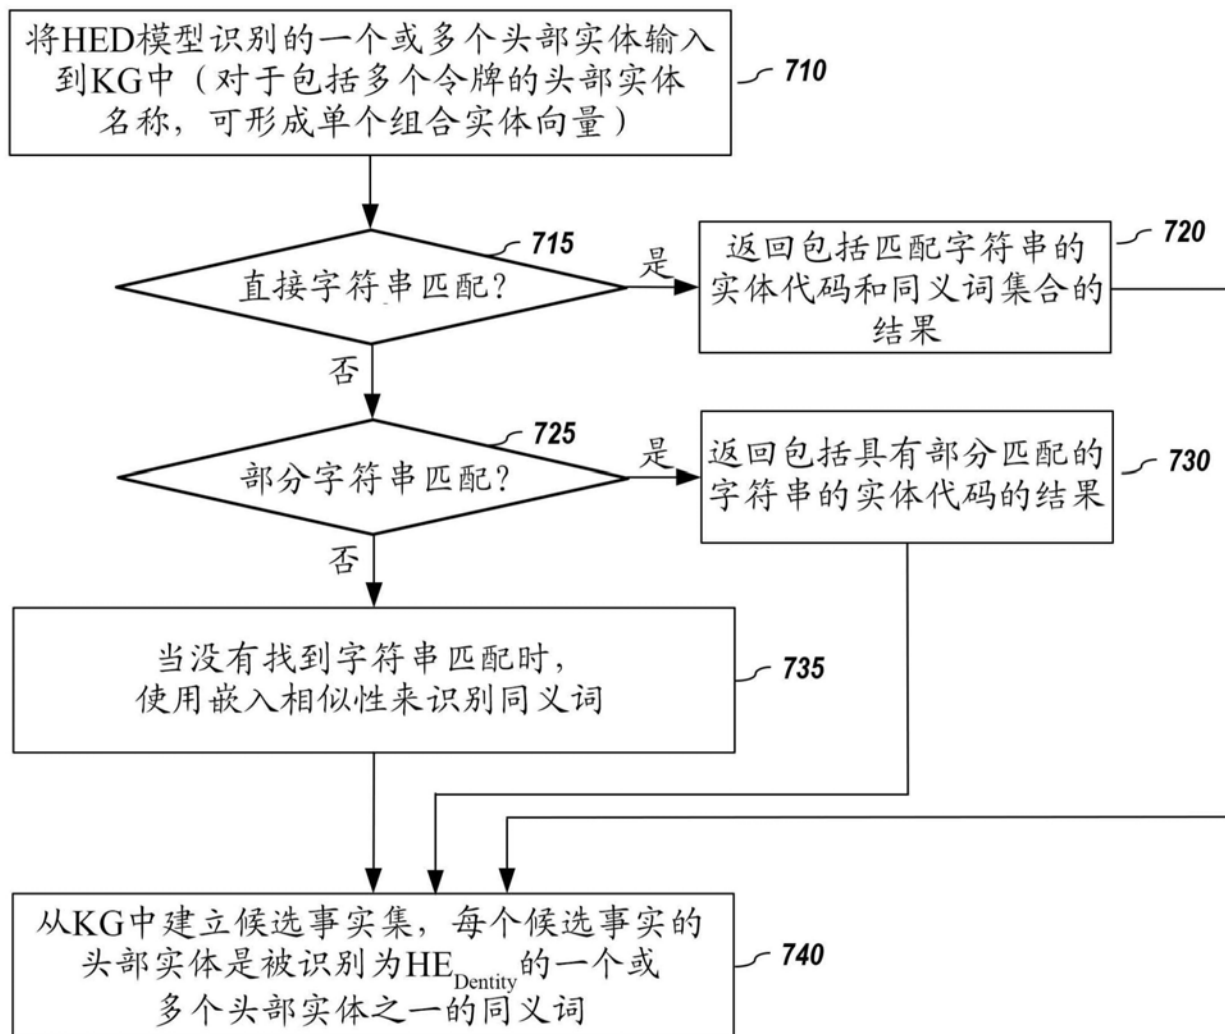 将HED模型识别的一个或多个头部实体输入
到KG中（对于包括多个令牌的头部实体
名称，可形成单个组合实体向量）
710
715
直接字符串匹配?
是
返回包括匹配字符串的
实体代码和同义词集合的
结果
720
否
725
部分字符串匹配?
是
返回包括具有部分匹配的
字符串的实体代码的结果
730
否
当没有找到字符串匹配时，
使用嵌入相似性来识别同义词
735
从KG中建立候选事实集，每个候选事实的
头部实体是被识别为HEDentity的一个或
多个头部实体之一的同义词
740